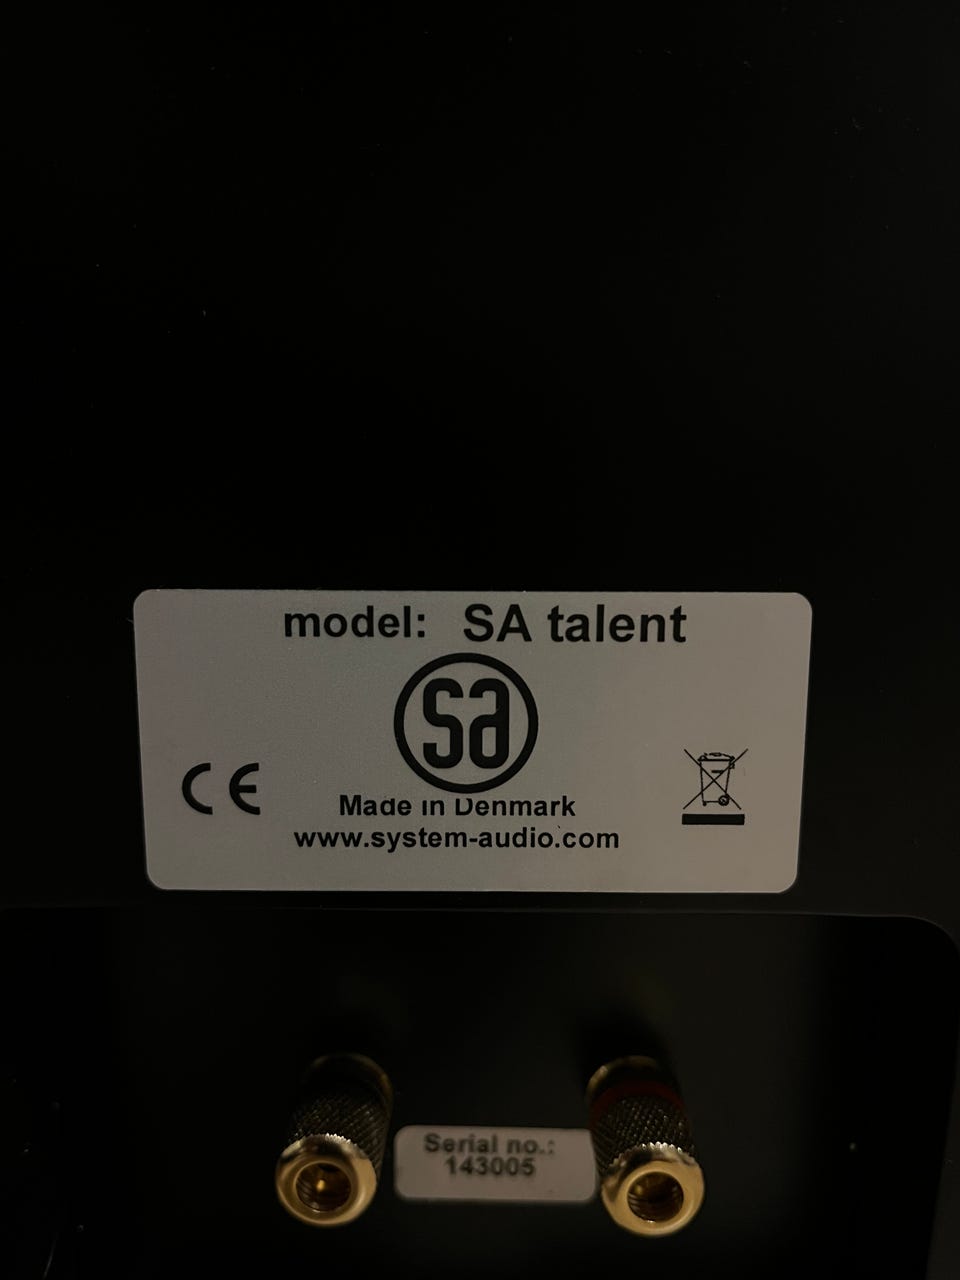 model: SA talent
sa
CE
Made in Denmark
www.system-audio.com
Serial no.:
143005